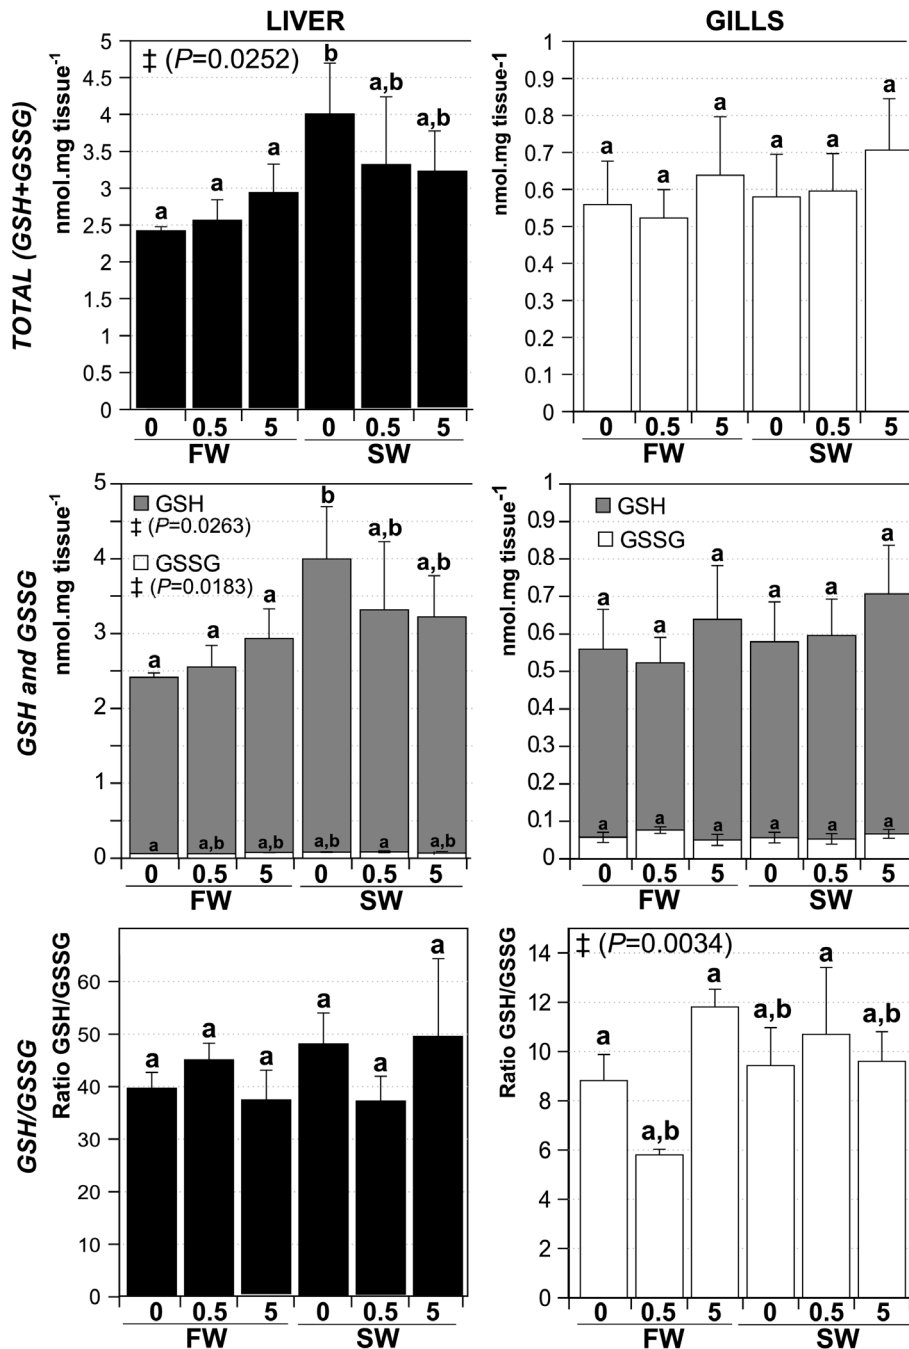 LIVER
GILLS
TOTAL (GSH+GSSG)
nmol.mg tissue-1
‡ (P=0.0252)
5
4.5
4
3.5
3
2.5
2
1.5
1
0.5
0
a
a
a
b
a,b
a,b
0 0.5 5 0 0.5 5
FW SW
nmol.mg tissue-1
1
0.9
0.8
0.7
0.6
0.5
0.4
0.3
0.2
0.1
0
a
a
a
a
a
a
0 0.5 5 0 0.5 5
FW SW
GSH and GSSG
nmol.mg tissue-1
GSH
‡ (P=0.0263)
GSSG
‡ (P=0.0183)
5
4
3
2
1
0
a
a
a
b
a,b
a,b
a a,b a,b a,b a a,b
0 0.5 5 0 0.5 5
FW SW
nmol.mg tissue-1
GSH
GSSG
1
0.9
0.8
0.7
0.6
0.5
0.4
0.3
0.2
0.1
0
a
a
a
a
a
a
a a a a a a
0 0.5 5 0 0.5 5
FW SW
GSH/GSSG
Ratio GSH/GSSG
60
50
40
30
20
10
0
a
a
a
a
a
a
0 0.5 5 0 0.5 5
FW SW
Ratio GSH/GSSG
‡ (P=0.0034)
14
12
10
8
6
4
2
0
a
a,b
a
a,b
a
a,b
0 0.5 5 0 0.5 5
FW SW